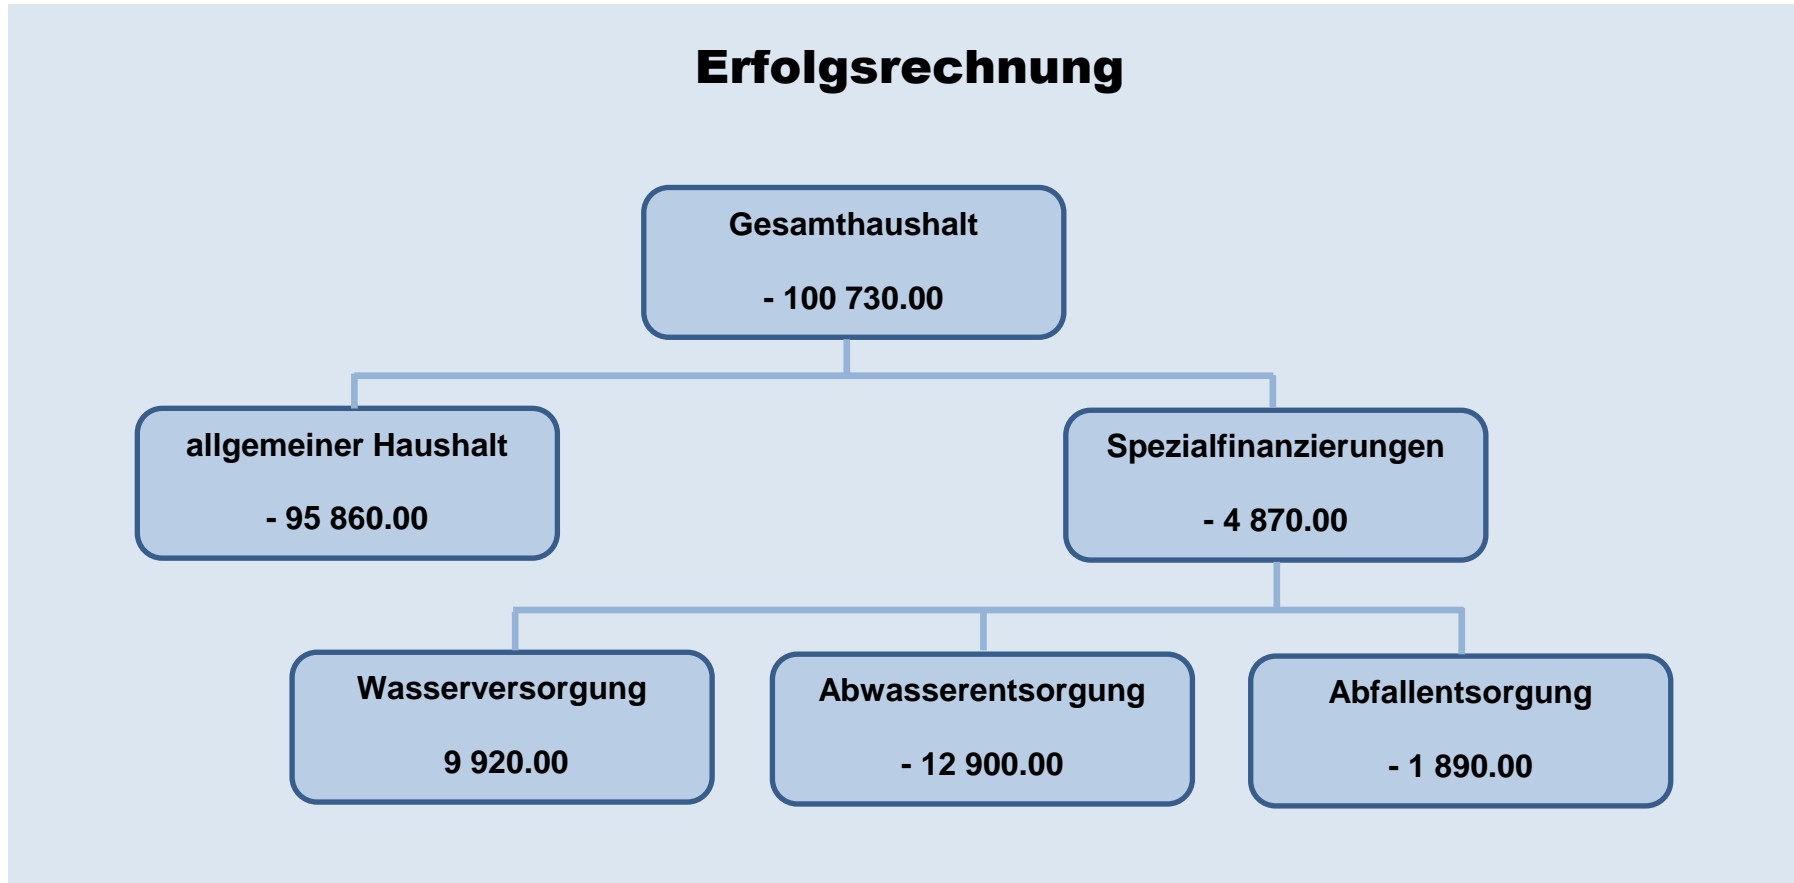 Erfolgsrechnung
Gesamthaushalt
- 100 730.00
allgemeiner Haushalt
- 95 860.00
Spezialfinanzierungen
- 4 870.00
Wasserversorgung
9 920.00
Abwasserentsorgung
- 12 900.00
Abfallentsorgung
- 1 890.00